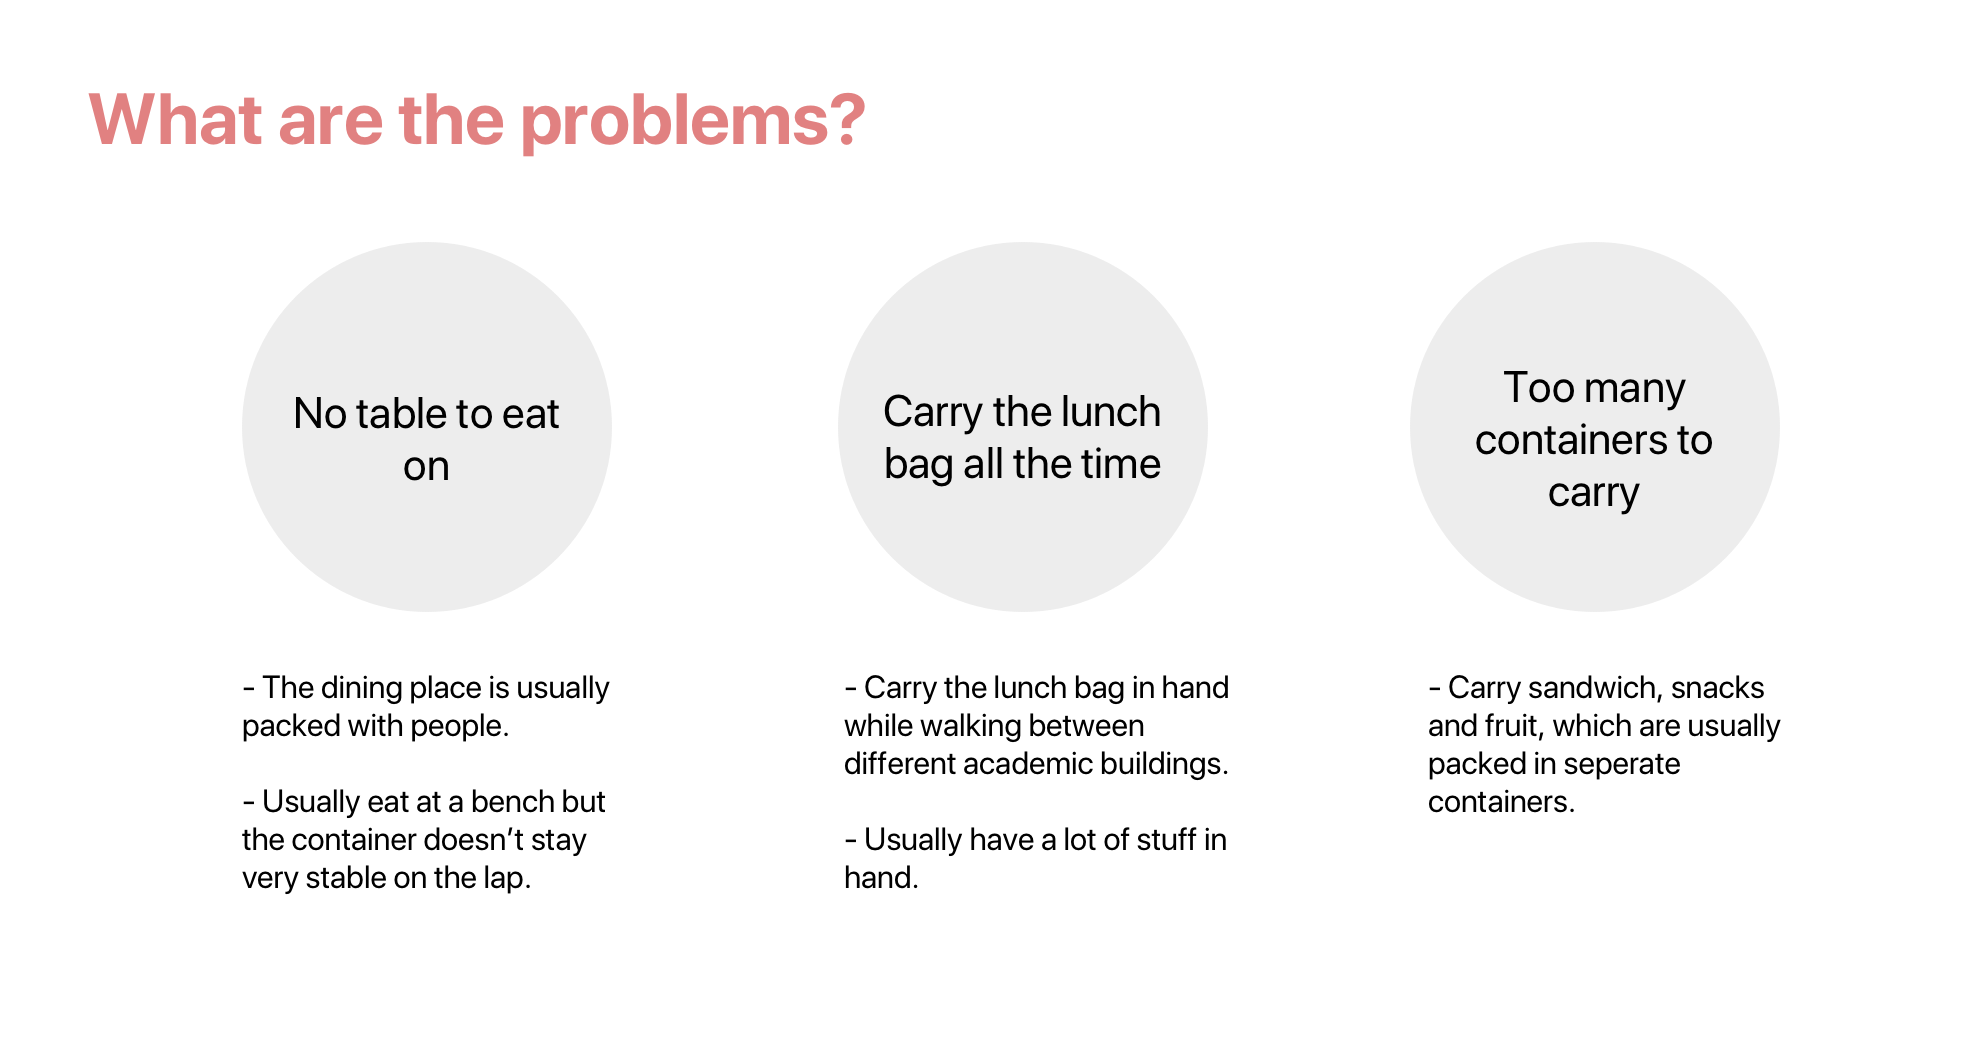 What are the problems?
No table to eat
on
Carry the lunch
bag all the time
Too many
containers to
carry
- The dining place is usually
packed with people.
- Usually eat at a bench but
the container doesn’t stay
very stable on the lap.
- Carry the lunch bag in hand
while walking between
different academic buildings.
- Usually have a lot of stuff in
hand.
- Carry sandwich, snacks
and fruit, which are usually
packed in seperate
containers.